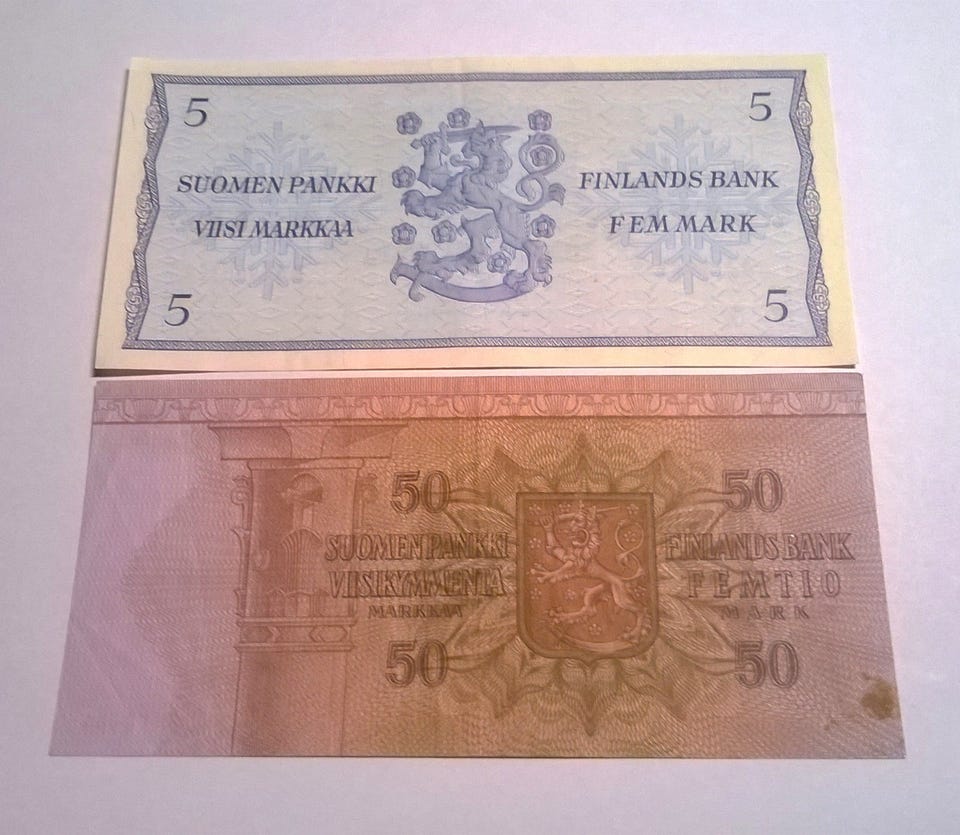 5 5
SUOMEN PANKKI FINLANDS BANK
VIISI MARKKAA FEM MARK
5 5
50 50
SUOMEN PANKKI FINLANDS BANK
VIISIKYMMENTÄ FEMTIO
MARKKAA MARK
50 50